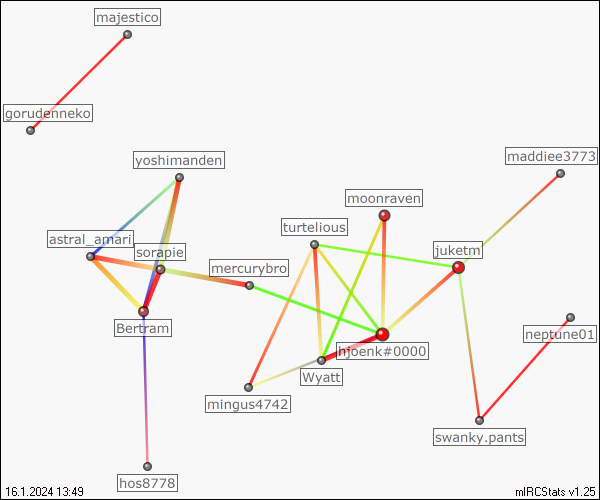 majestico
gorudenneko
yoshimanden
maddiee3773
moonraven
turtelious
astral_amari
sorapie
juketm
mercurybro
Bertram
neptune01
hjoenk#0000
Wyatt
mingus4742
swanky.pants
hos8778
16.1.2024 13:49
mIRCStats v1.25